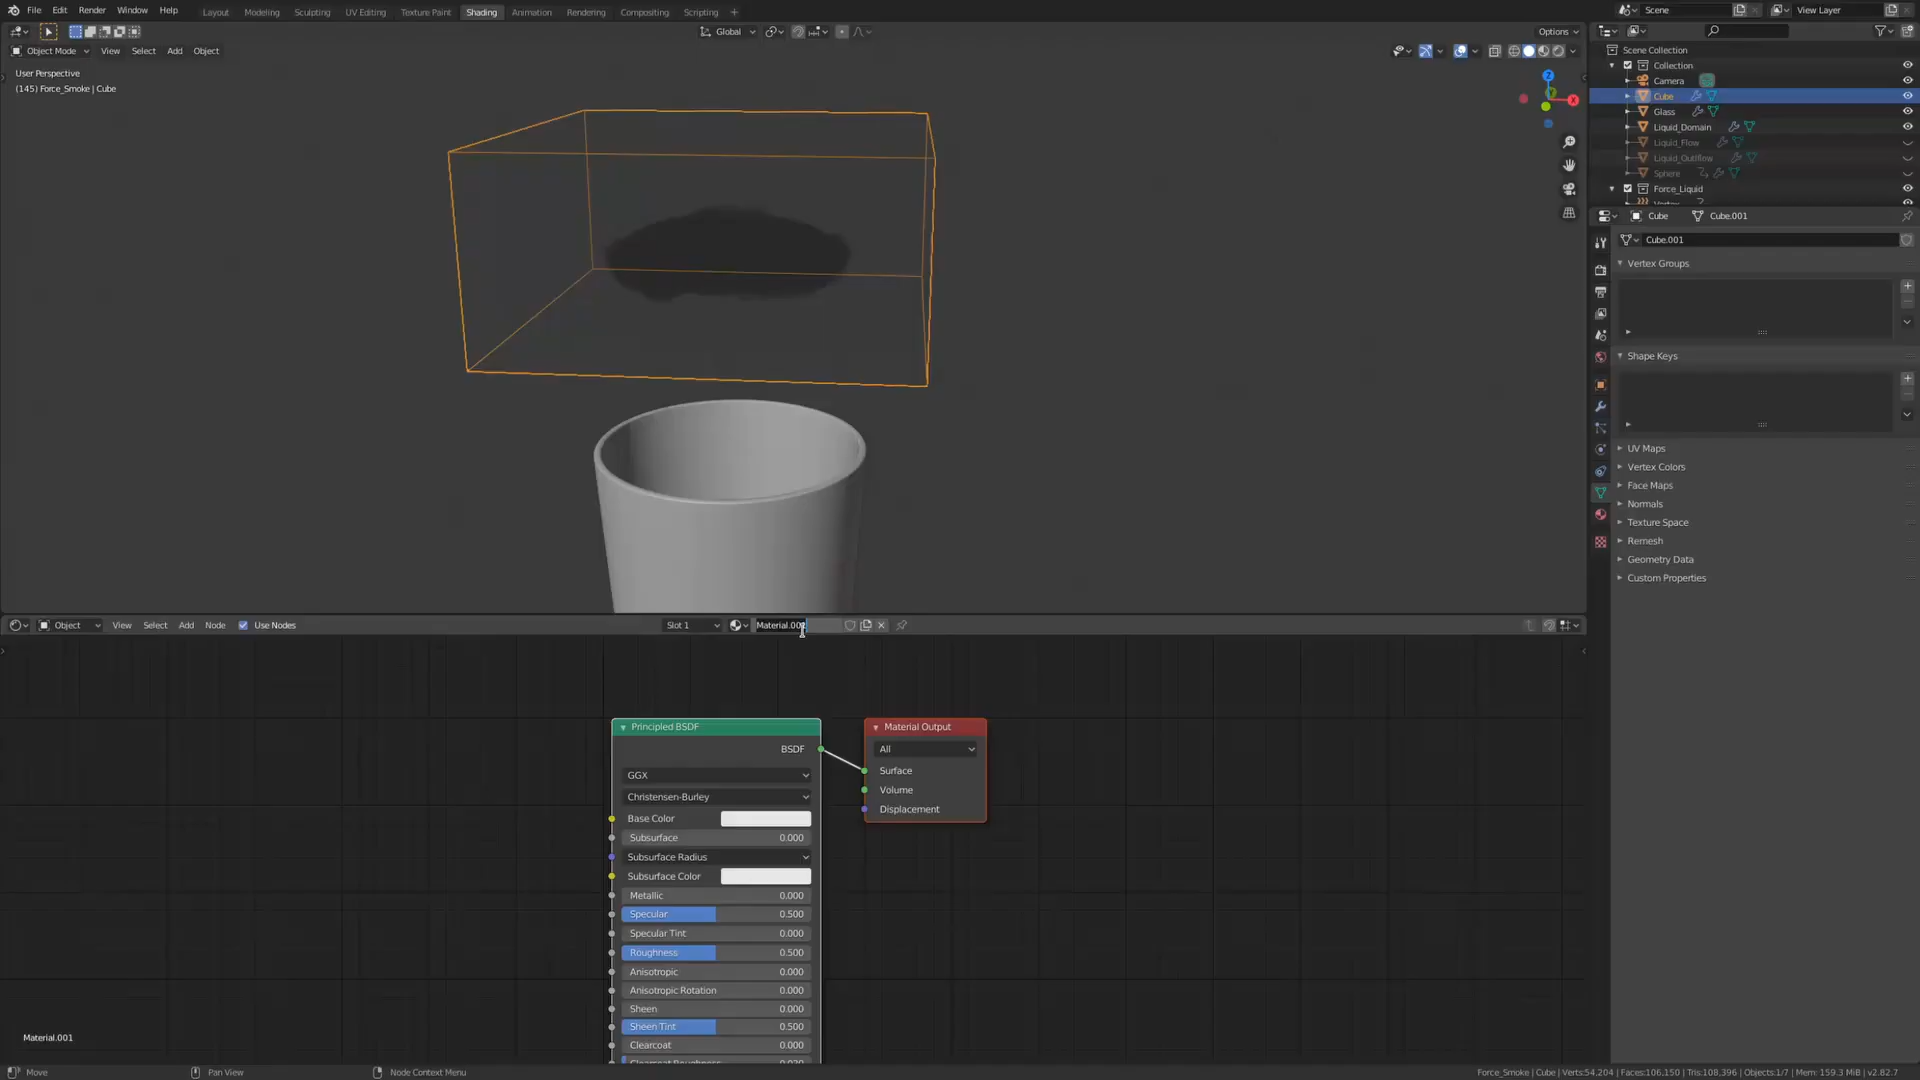 File Edit Render Window Help Layout Modeling Sculpting UV Editing Texture Paint Shading Animation Rendering Compositing Scripting + Scene View Layer
Global Options
Object Mode View Select Add Object
User Perspective
(145) Force_Smoke | Cube
Z
X
Scene Collection
Collection
Camera
Cube
Glass
Liquid_Domain
Liquid_Flow
Liquid_Outflow
Sphere
Force_Liquid
Cube Cube.001
Cube.001
Vertex Groups
Shape Keys
UV Maps
Vertex Colors
Face Maps
Normals
Texture Space
Remesh
Geometry Data
Custom Properties
Object View Select Add Node Use Nodes Slot 1
Principled BSDF
BSDF
GGX
Christensen-Burley
Base Color
Subsurface 0.000
Subsurface Radius
Subsurface Color
Metallic 0.000
Specular 0.500
Specular Tint 0.000
Roughness 0.500
Anisotropic 0.000
Anisotropic Rotation 0.000
Sheen 0.000
Sheen Tint 0.500
Clearcoat 0.000
Material Output
All
Surface
Volume
Displacement
Material.001
Move Pan View Node Context Menu
Force_Smoke | Cube | Verts:54,204 | Faces:106,150 | Tris:108,396 | Objects:1/7 | Mem: 159.3 MiB | v2.82.7